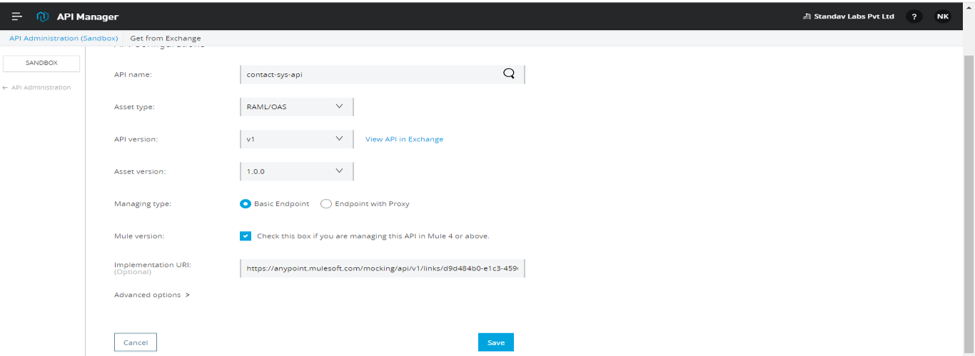 API Manager
Standav Labs Pvt Ltd ? NK
API Administration (Sandbox) Get from Exchange
API Configurations
SANDBOX
← API Administration
API name: contact-sys-api
Asset type: RAML/OAS
API version: v1 View API in Exchange
Asset version: 1.0.0
Managing type: Basic Endpoint Endpoint with Proxy
Mule version: Check this box if you are managing this API in Mule 4 or above.
Implementation URI: https://anypoint.mulesoft.com/mocking/api/v1/links/d9d484b0-e1c3-459
(Optional)
Advanced options >
Cancel Save